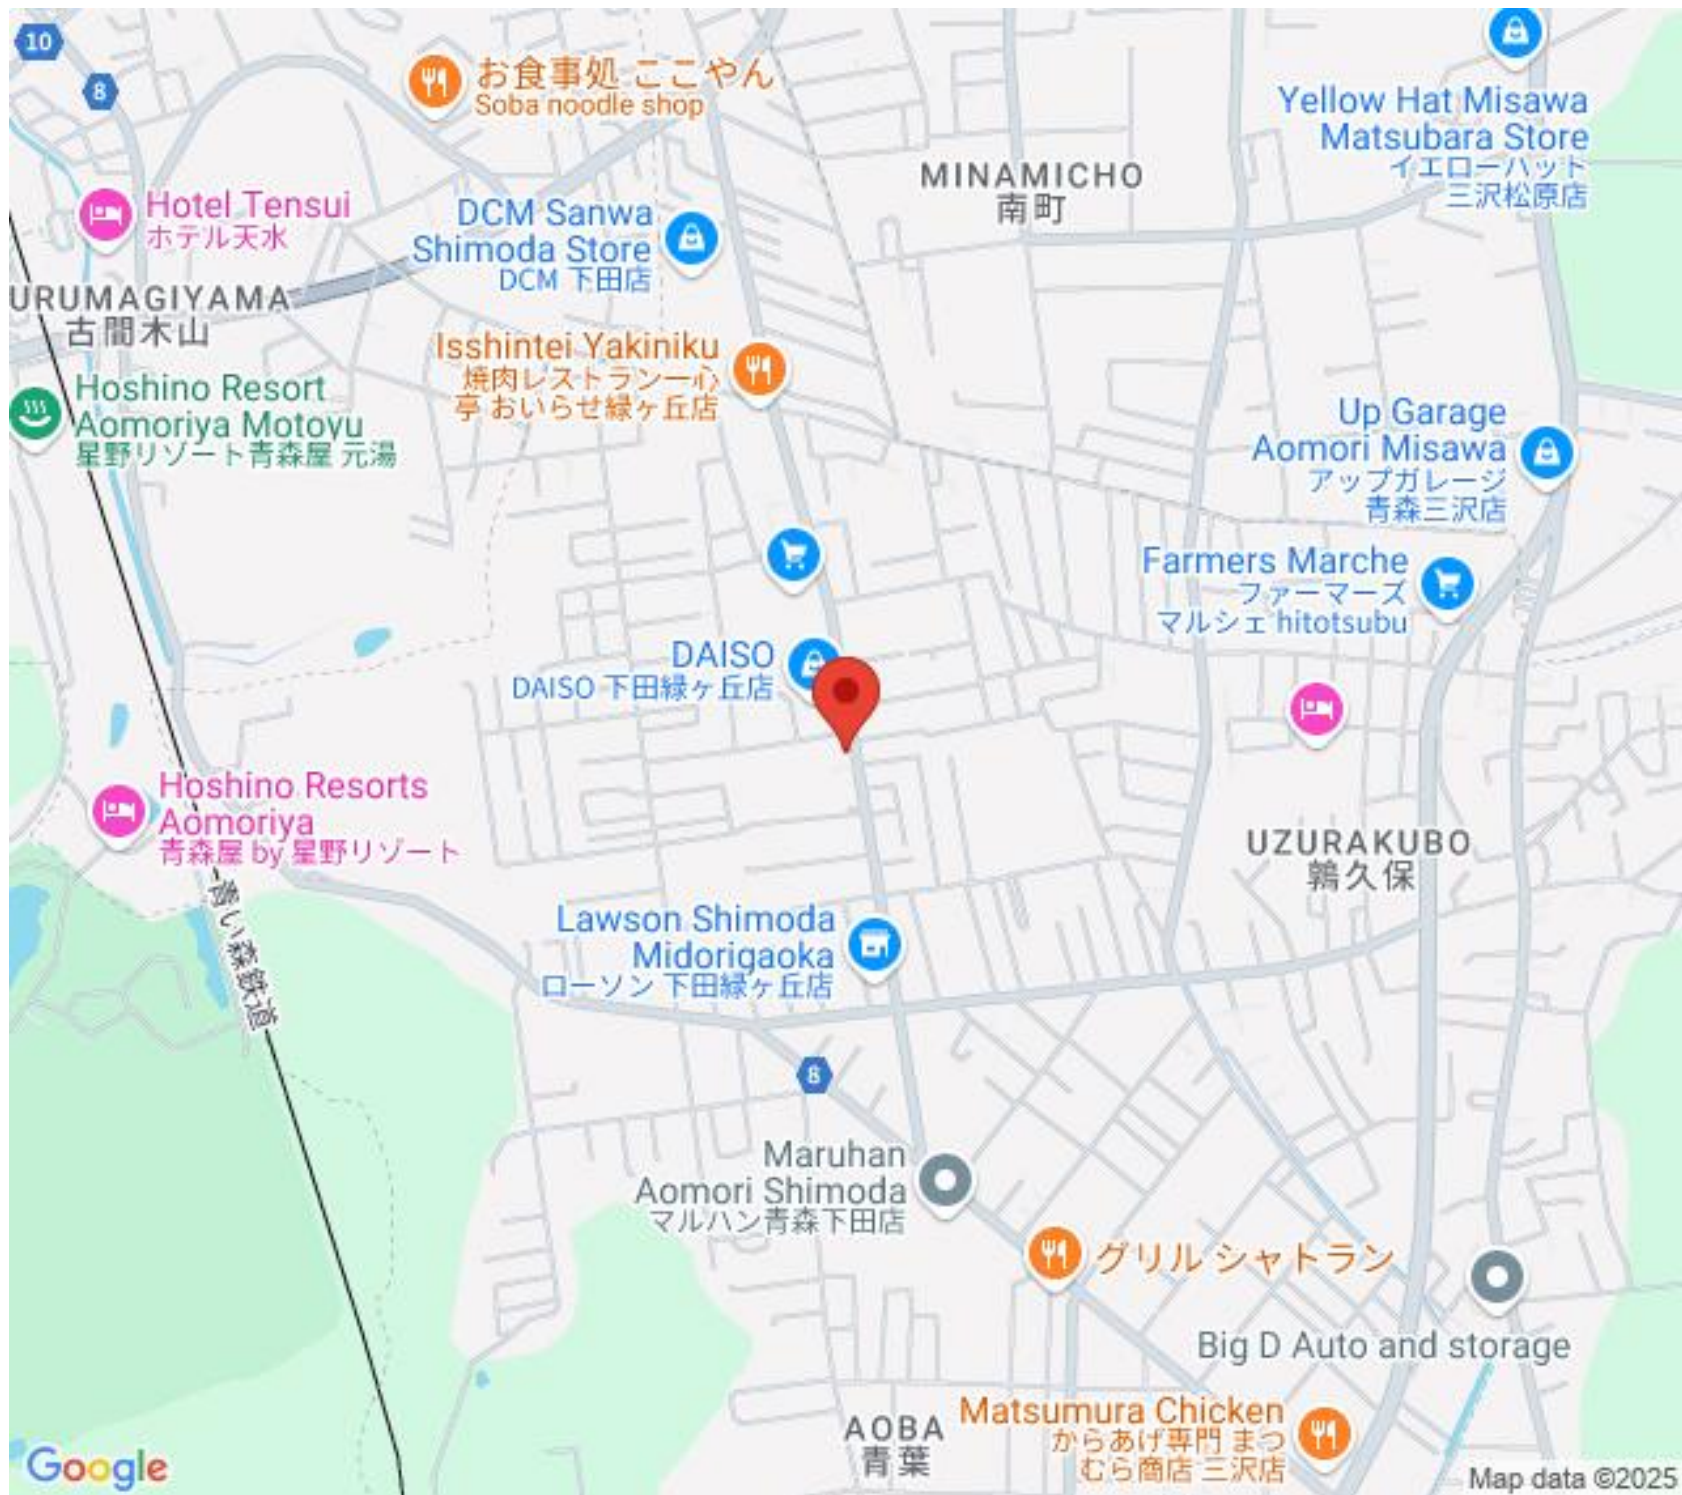 10
8
お食事処 ここやん
Soba noodle shop
Yellow Hat Misawa
Matsubara Store
イエローハット
三沢松原店
MINAMICHO
南町
Hotel Tensui
ホテル天水
DCM Sanwa
Shimoda Store
DCM 下田店
URUMAGIYAMA
古間木山
Isshintei Yakiniku
焼肉レストラン一心
亭 おいらせ緑ヶ丘店
Hoshino Resort
Aomoriya Motoyu
星野リゾート青森屋 元湯
Up Garage
Aomori Misawa
アップガレージ
青森三沢店
Farmers Marche
ファーマーズ
マルシェ hitotsubu
DAISO
DAISO 下田緑ヶ丘店
Hoshino Resorts
Aomoriya
青森屋 by 星野リゾート
UZURAKUBO
鶉久保
青い森鉄道
Lawson Shimoda
Midorigaoka
ローソン 下田緑ヶ丘店
8
Maruhan
Aomori Shimoda
マルハン青森下田店
グリル シャトラン
Big D Auto and storage
AOBA
青葉
Matsumura Chicken
からあげ専門 まつ
むら商店 三沢店
Google
Map data ©2025